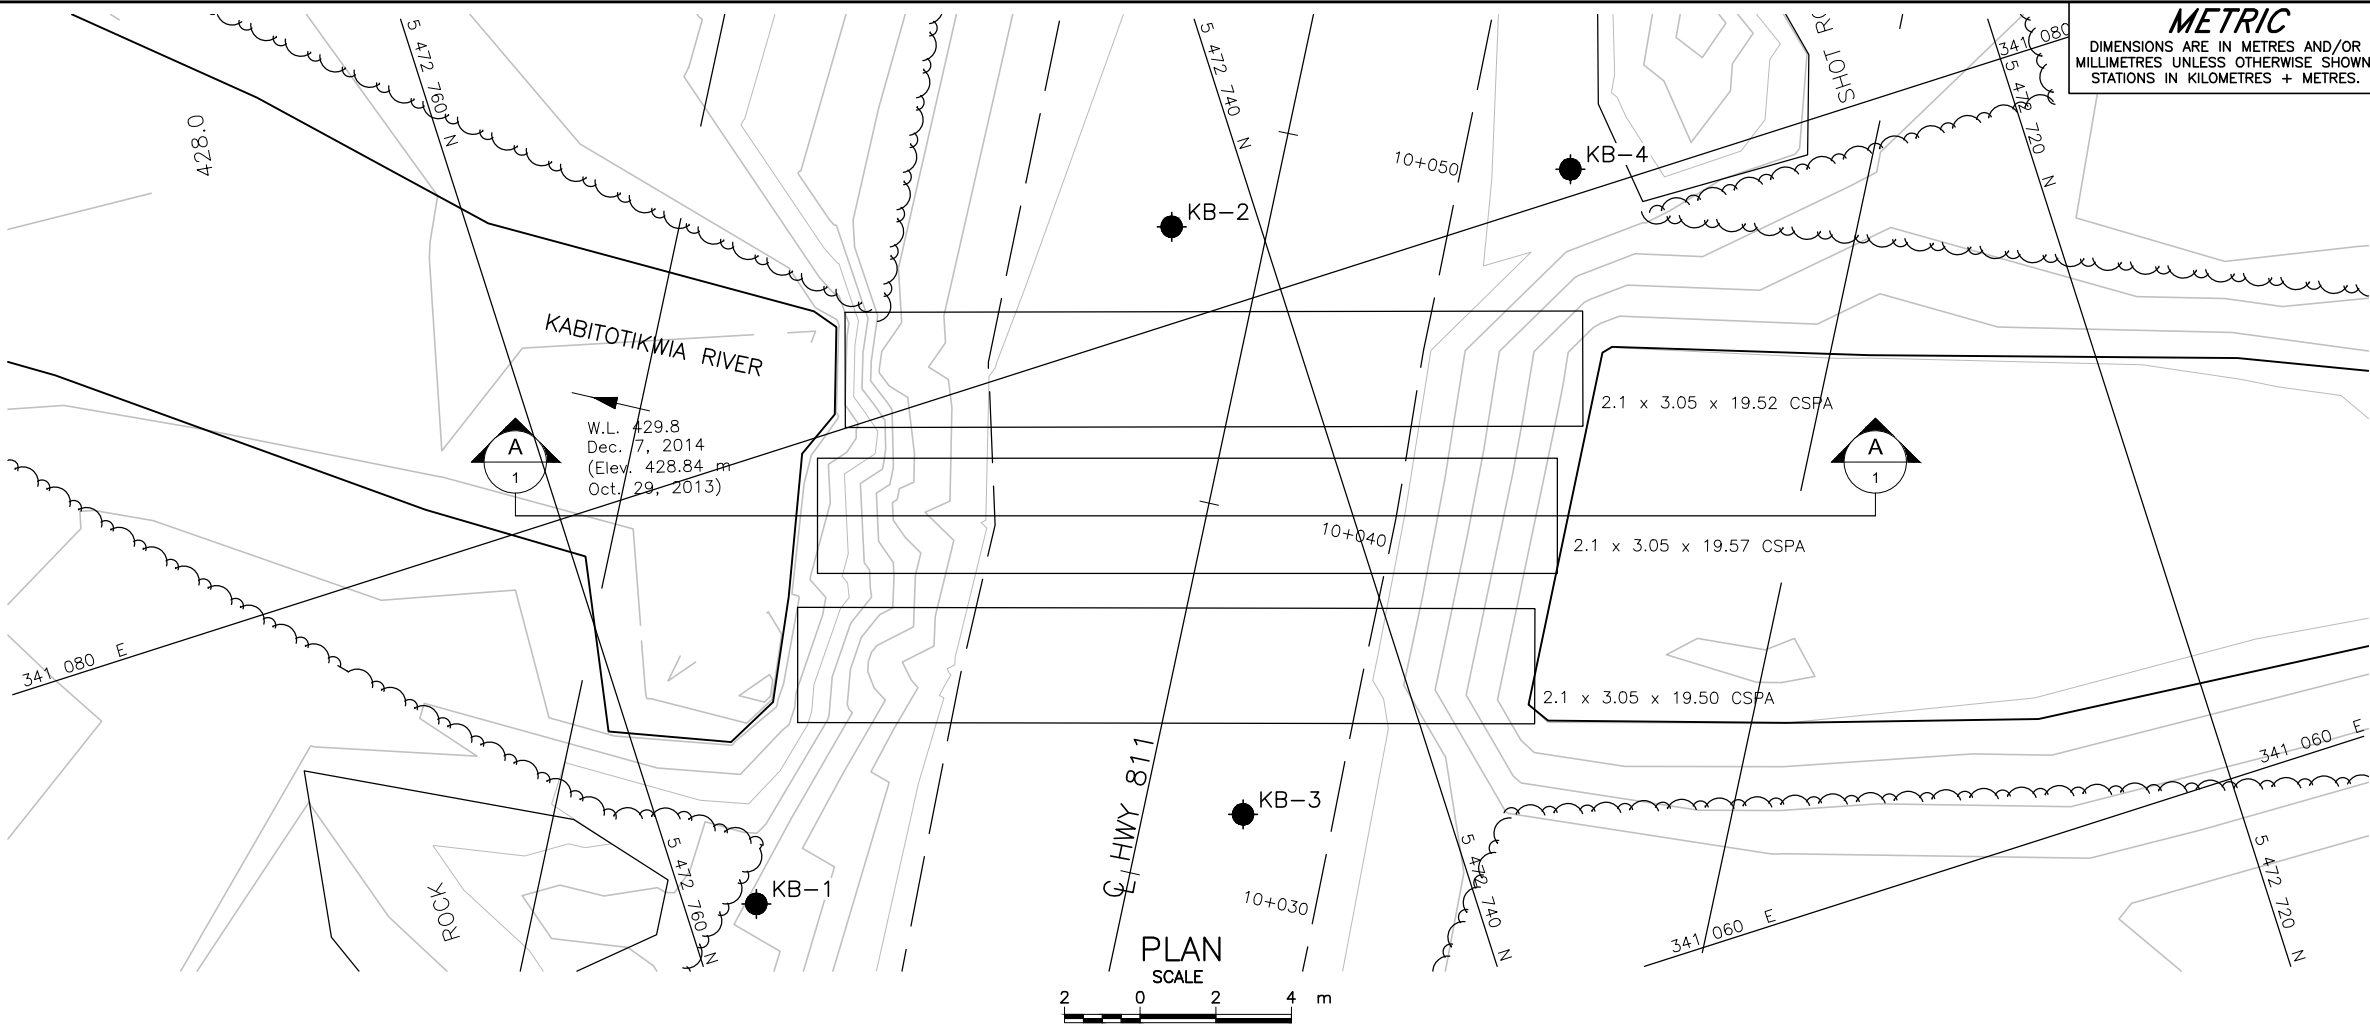 METRIC
DIMENSIONS ARE IN METRES AND/OR
MILLIMETRES UNLESS OTHERWISE SHOWN
STATIONS IN KILOMETRES + METRES.
5 472 760 N
5 472 740 N
341 080
5 472 720 N
SHOT
428.0
10+050
KB-4
KB-2
KABITOTIKWIA RIVER
W.L. 429.8
Dec. 7, 2014
(Elev. 428.84 m
Oct. 29, 2013)
A
1
A
1
2.1 x 3.05 x 19.52 CSPA
10+040
2.1 x 3.05 x 19.57 CSPA
341 080 E
2.1 x 3.05 x 19.50 CSPA
341 060 E
℄ HWY 811
KB-3
KB-1
ROCK
5 472 760 N
10+030
5 472 740 N
341 060 E
5 472 720 N
PLAN
SCALE
2 0 2 4 m